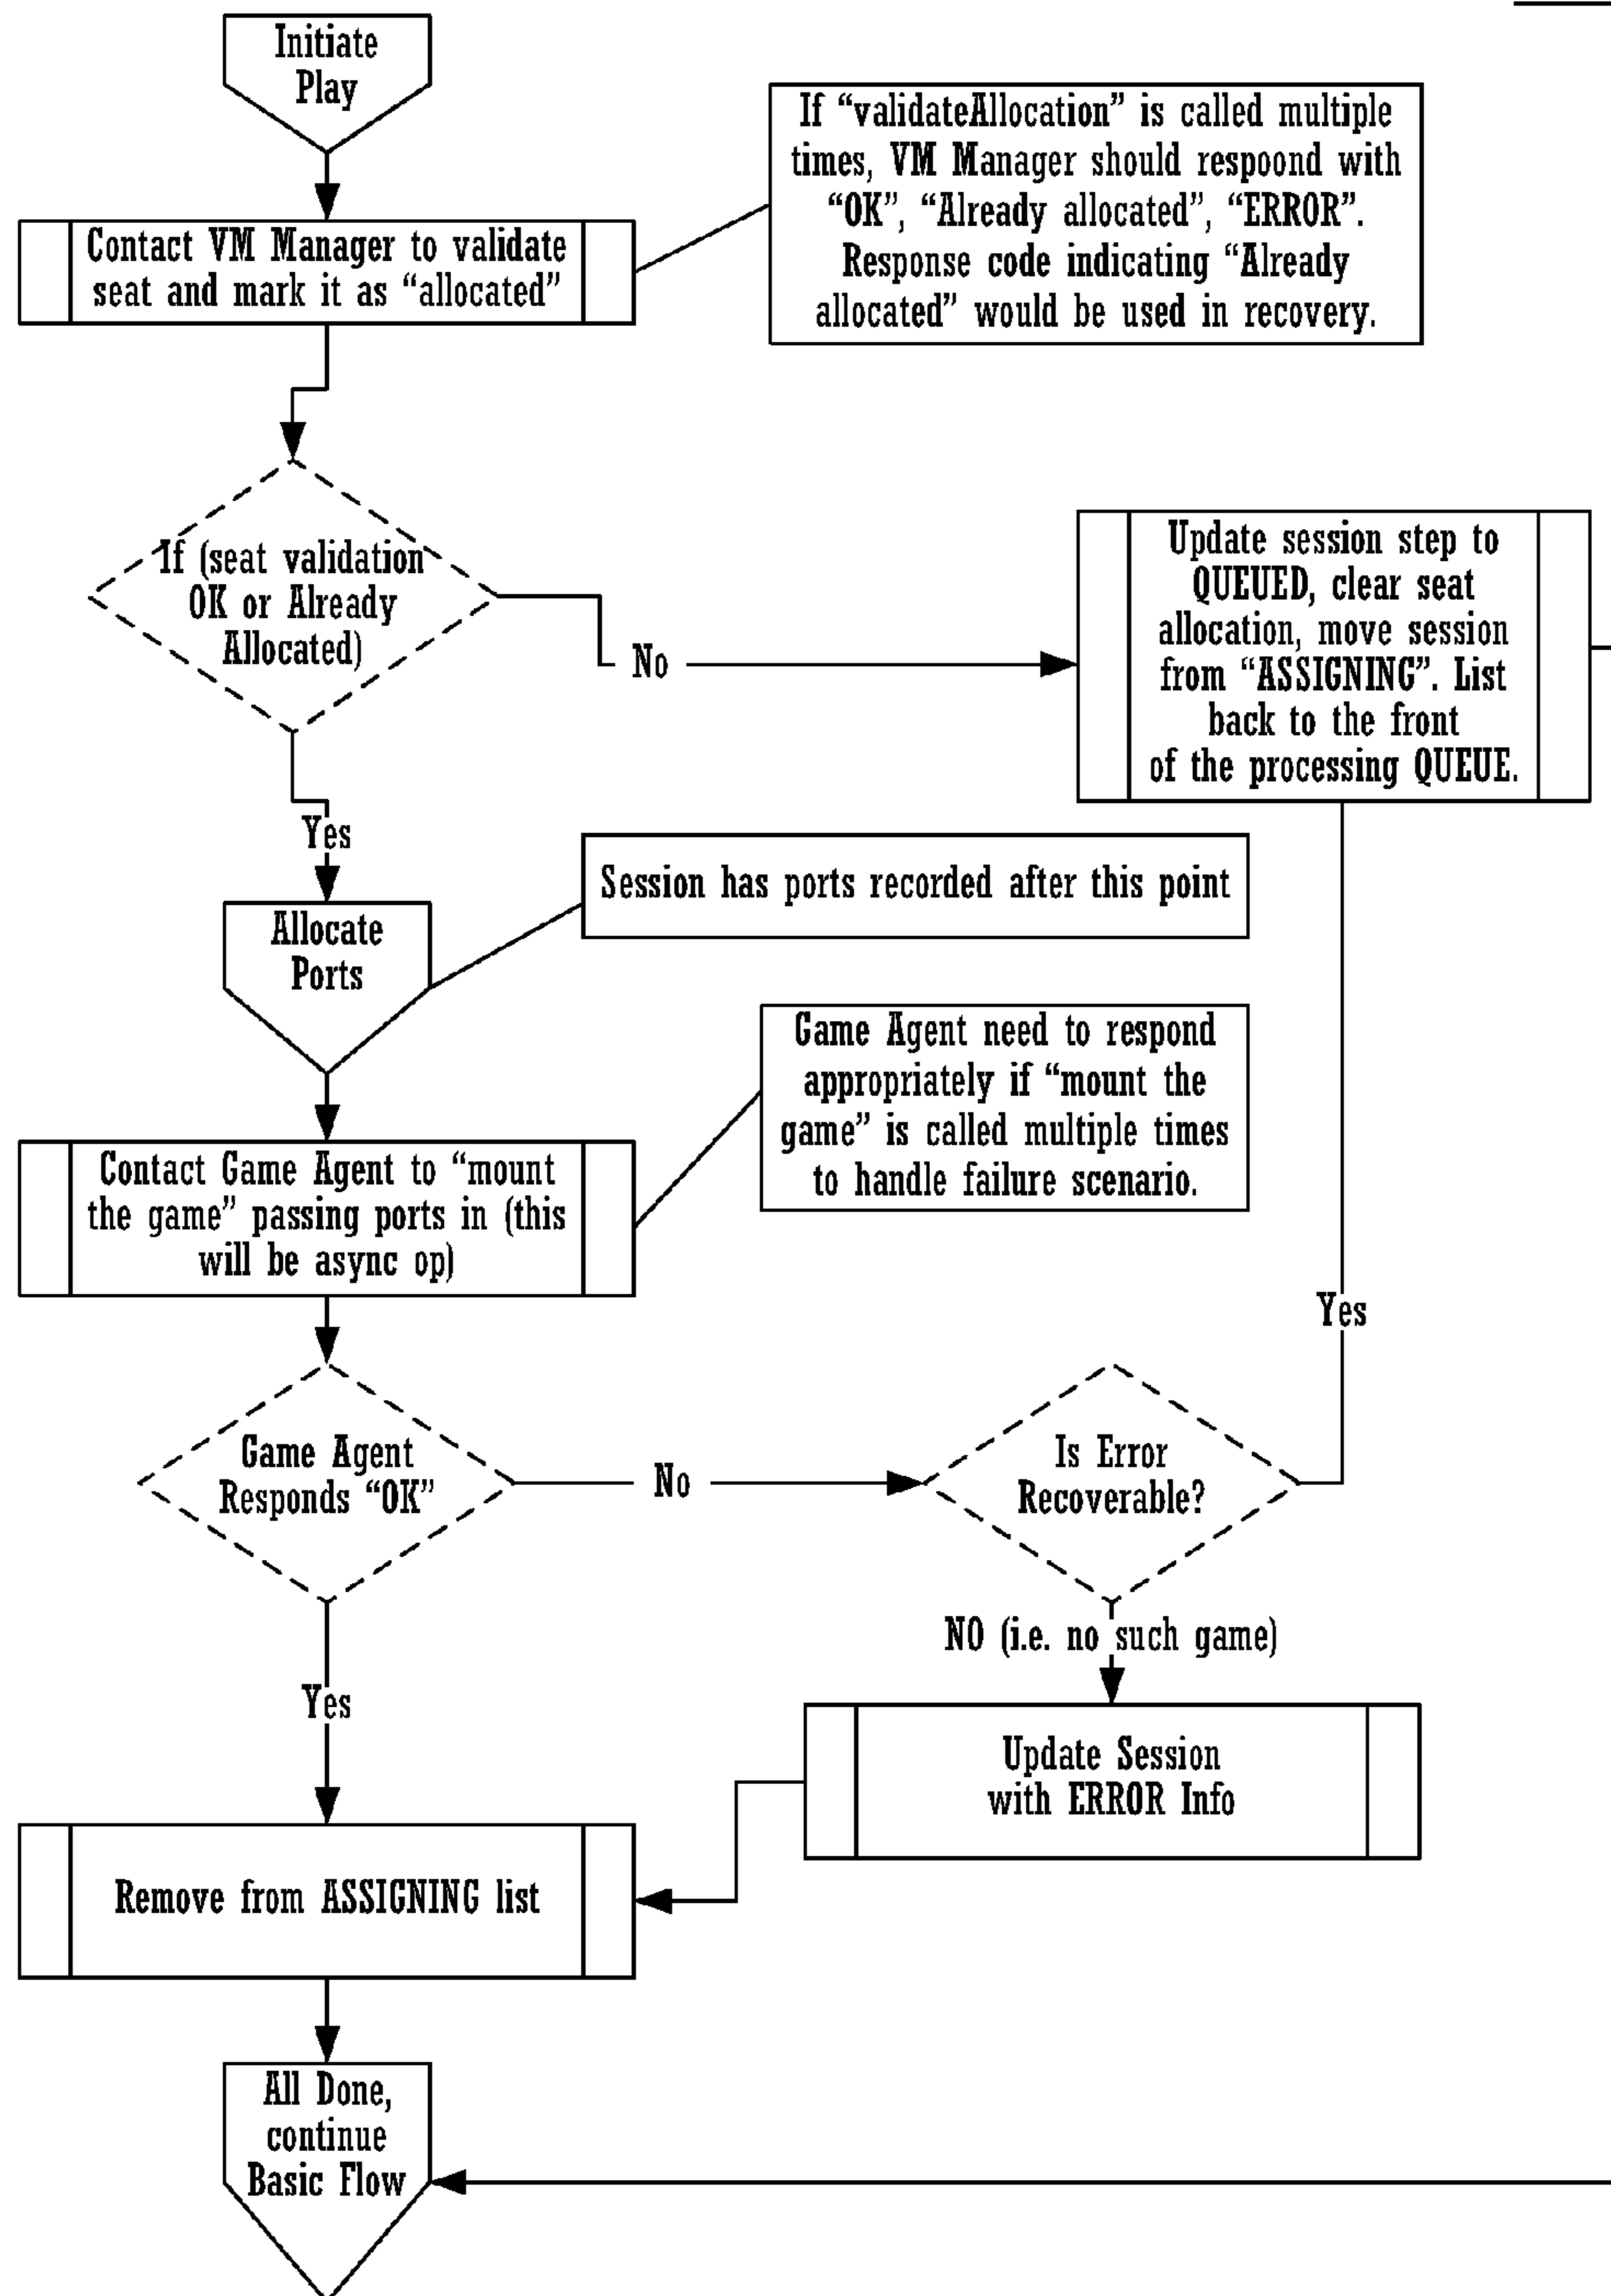 Initiate
Play
If “validateAllocation” is called multiple
times, VM Manager should respoond with
“OK”, “Already allocated”, “ERROR”.
Response code indicating “Already
allocated” would be used in recovery.
Contact VM Manager to validate
seat and mark it as “allocated”
If (seat validation
OK or Already
Allocated)
No
Update session step to
QUEUED, clear seat
allocation, move session
from “ASSIGNING”. List
back to the front
of the processing QUEUE.
Yes
Allocate
Ports
Session has ports recorded after this point
Game Agent need to respond
appropriately if “mount the
game” is called multiple times
to handle failure scenario.
Contact Game Agent to “mount
the game” passing ports in (this
will be async op)
Yes
Game Agent
Responds “OK”
No
Is Error
Recoverable?
NO (i.e. no such game)
Yes
Update Session
with ERROR Info
Remove from ASSIGNING list
All Done,
continue
Basic Flow